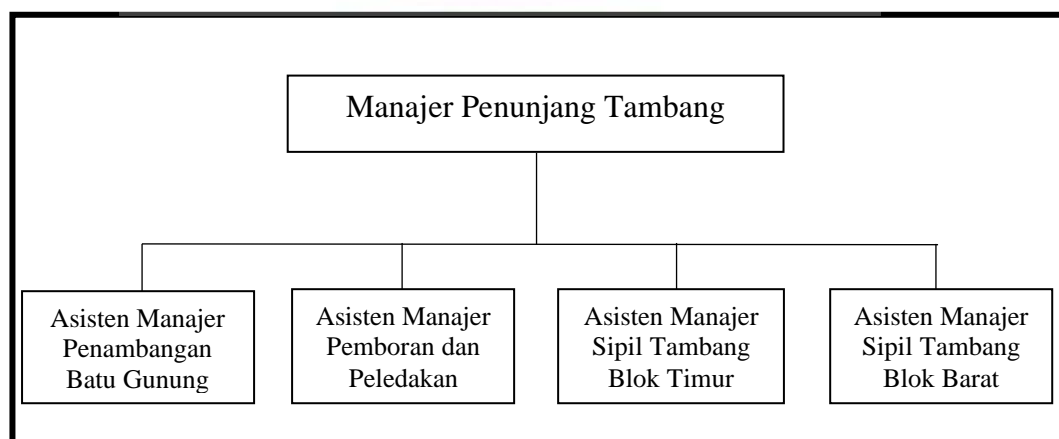 Manajer Penunjang Tambang
Asisten Manajer
Penambangan
Batu Gunung
Asisten Manajer
Pemboran dan
Peledakan
Asisten Manajer
Sipil Tambang
Blok Timur
Asisten Manajer
Sipil Tambang
Blok Barat